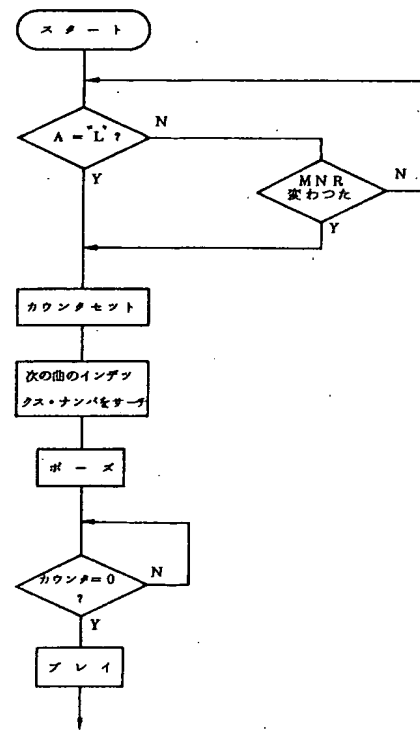 スタート
A="L"?
N
Y
MNR
変わつた
N
Y
カウンタセット
次の曲のインデッ
クス・ナンバをサーチ
ポーズ
カウンタ=0
?
N
Y
プレイ